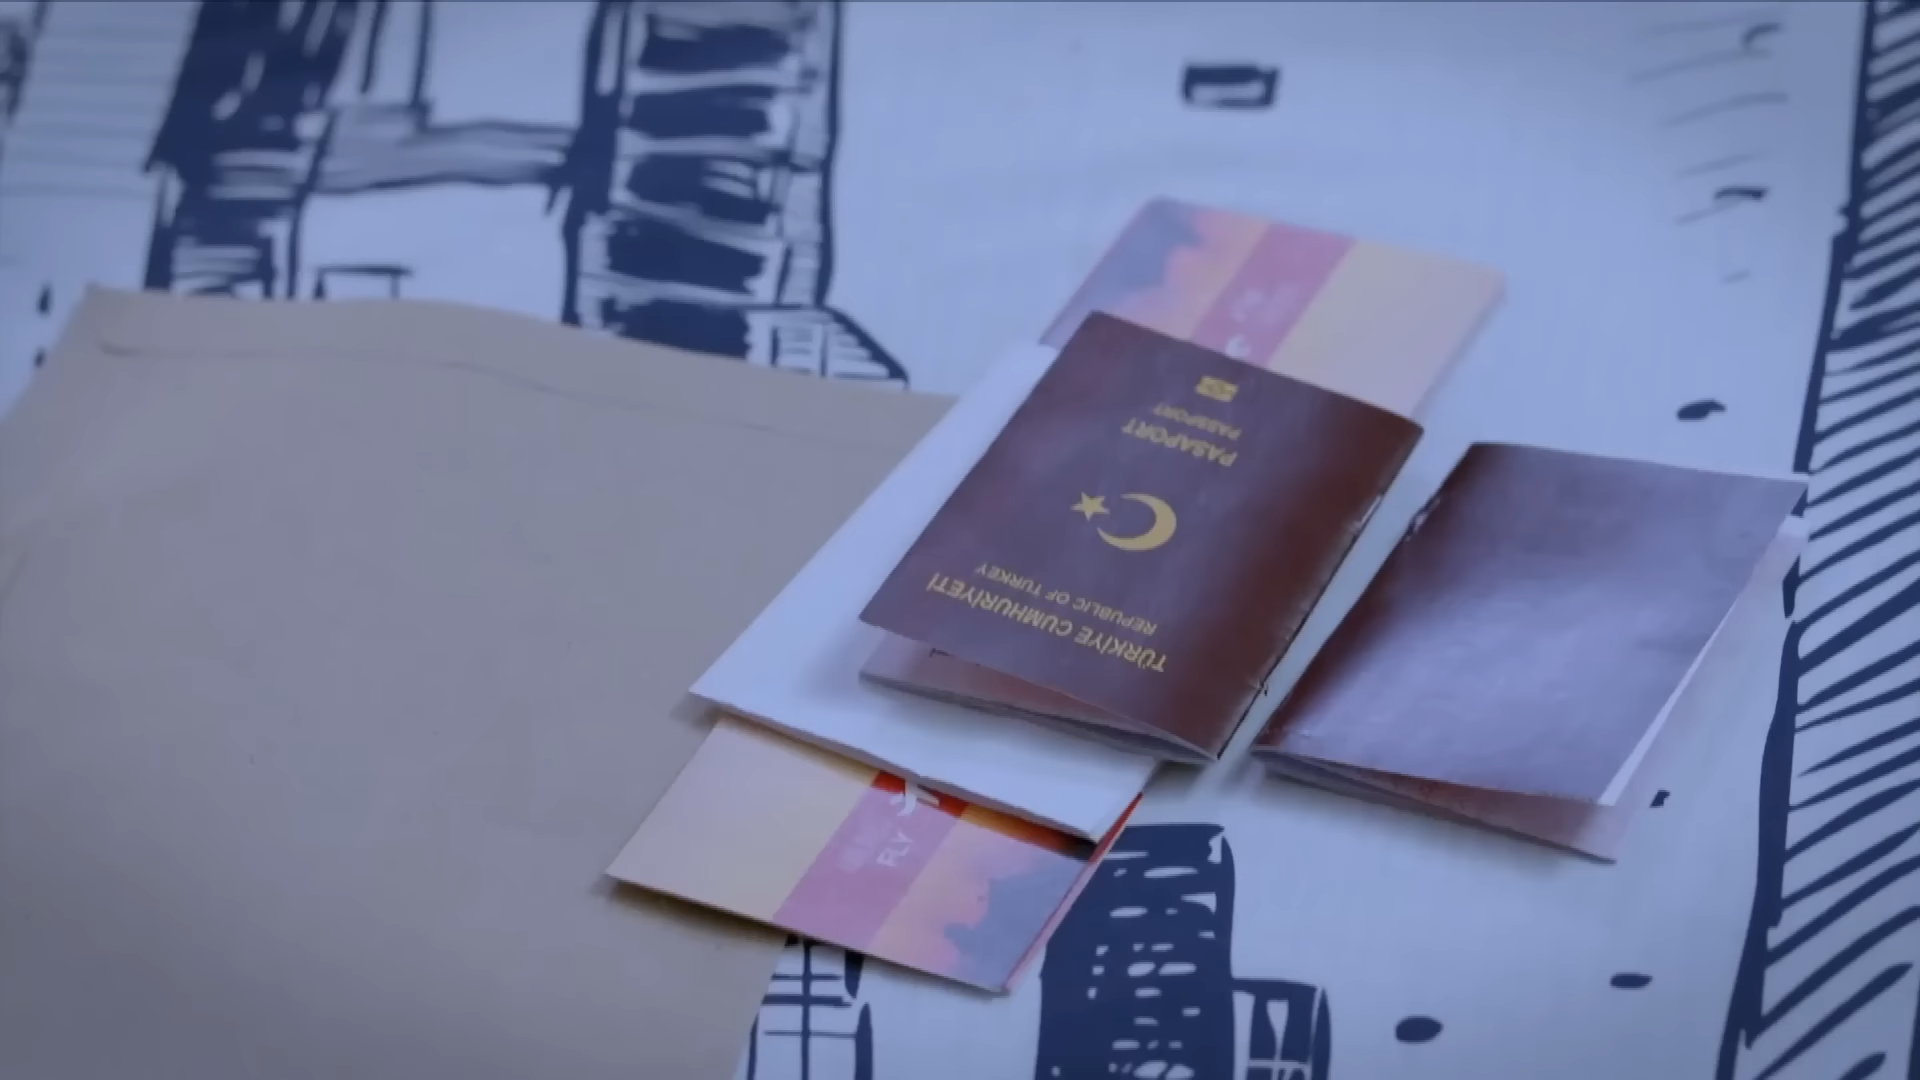 TÜRKİYE CUMHURİYETİ
REPUBLIC OF TURKEY
PASAPORT
PASSPORT
FLY